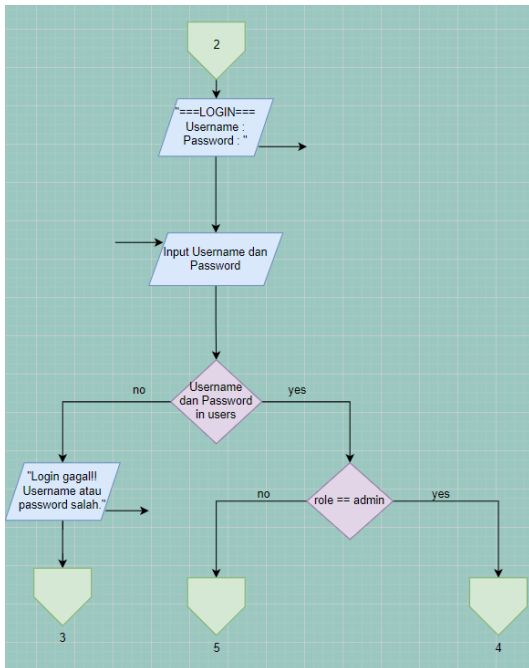 2
"===LOGIN===
Username :
Password : "
Input Username dan
Password
Username
dan Password
in users
no
yes
"Login gagal!!
Username atau
password salah."
role == admin
no
yes
3
5
4